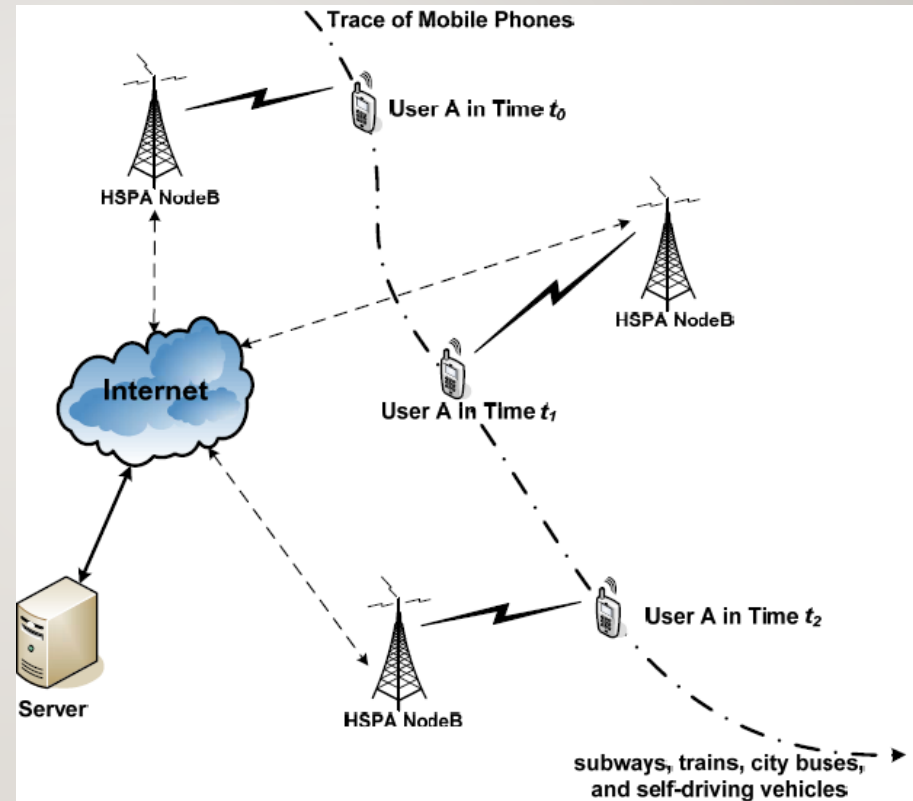 Trace of Mobile Phones
User A in Time t0
HSPA NodeB
HSPA NodeB
Internet
User A in Time t1
User A in Time t2
Server
HSPA NodeB
subways, trains, city buses,
and self-driving vehicles